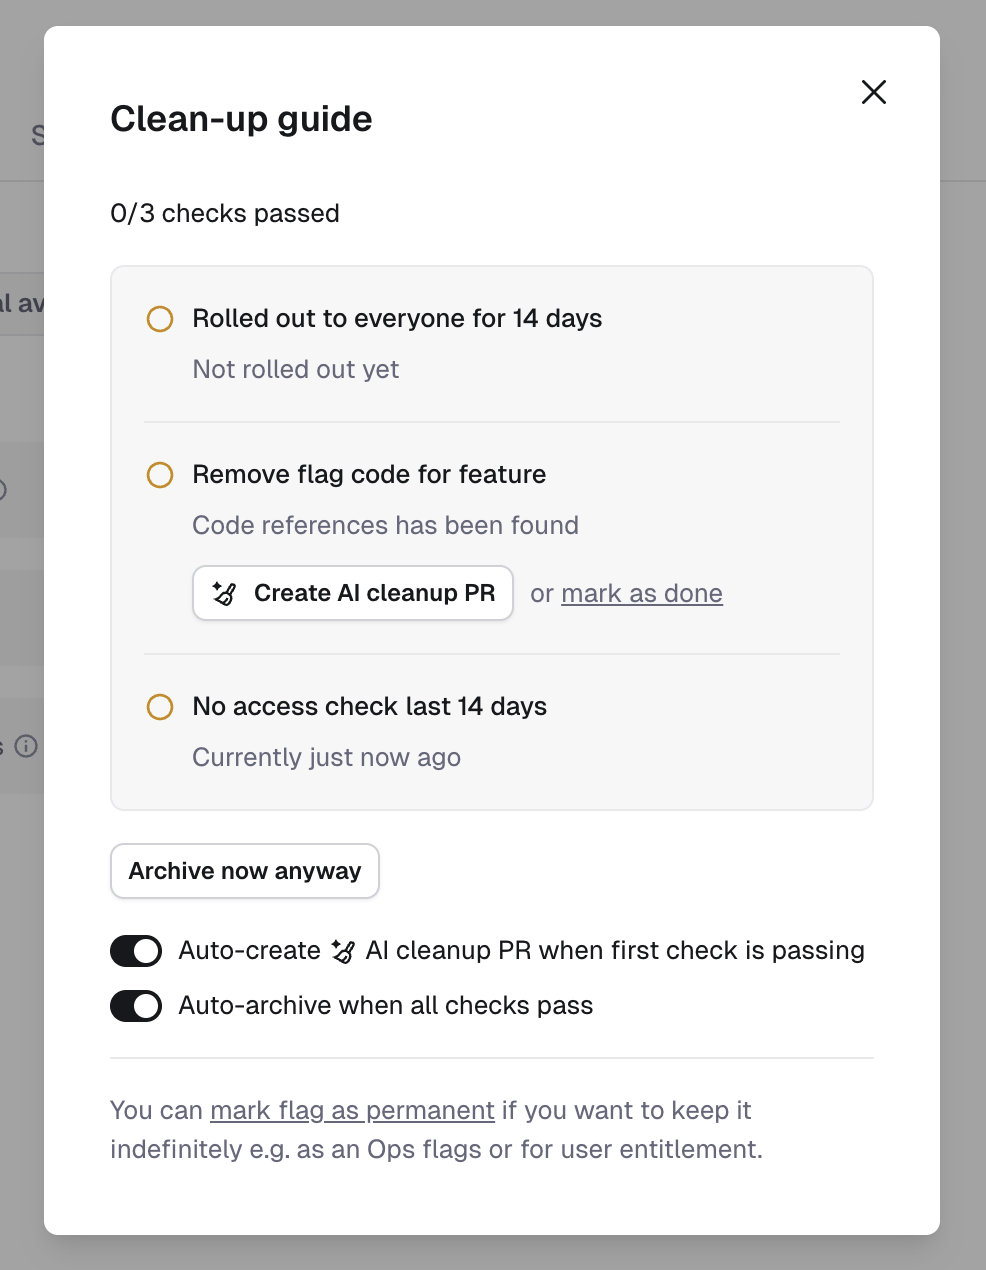 Clean-up guide
0/3 checks passed
Rolled out to everyone for 14 days
Not rolled out yet
Remove flag code for feature
Code references has been found
Create AI cleanup PR or mark as done
No access check last 14 days
Currently just now ago
Archive now anyway
Auto-create AI cleanup PR when first check is passing
Auto-archive when all checks pass
You can mark flag as permanent if you want to keep it
indefinitely e.g. as an Ops flags or for user entitlement.